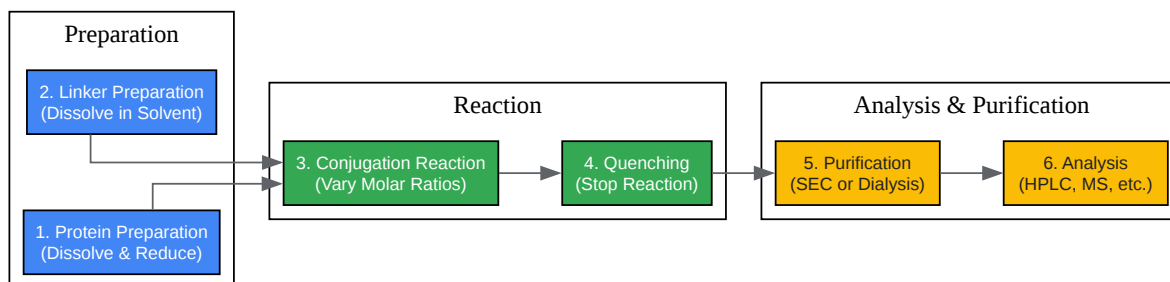 Preparation
2. Linker Preparation
(Dissolve in Solvent)
1. Protein Preparation
(Dissolve & Reduce)
Reaction
3. Conjugation Reaction
(Vary Molar Ratios)
4. Quenching
(Stop Reaction)
Analysis & Purification
5. Purification
(SEC or Dialysis)
6. Analysis
(HPLC, MS, etc.)